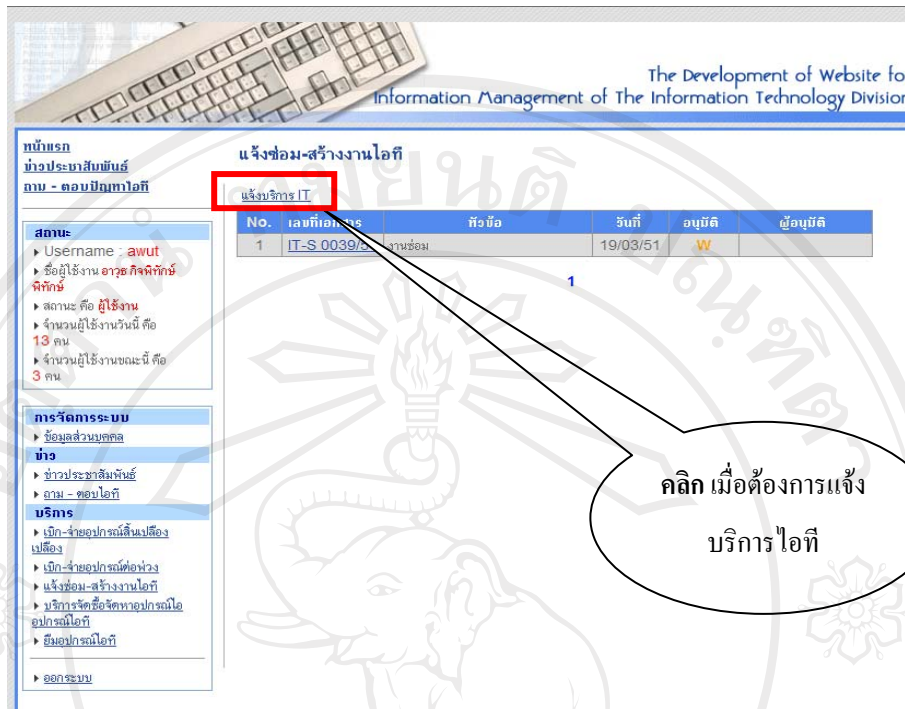 The Development of Website fo
Information Management of The Information Technology Division
หน้าแรก
ข่าวประชาสัมพันธ์
ถาม - ตอบปัญหาไอที
แจ้งซ่อม-สร้างงานไอที
แจ้งบริการ IT
No. เลขที่เอกสาร หัวข้อ วันที่ อนุมัติ ผู้อนุมัติ
1 IT-S 0039/5 งานซ่อม 19/03/51 W
1
สถานะ
Username : awut
ชื่อผู้ใช้งาน อาวุธ กิจพิทักษ์
พิทักษ์
สถานะ คือ ผู้ใช้งาน
จำนวนผู้ใช้งานวันนี้ คือ
13 คน
จำนวนผู้ใช้งานขณะนี้ คือ
3 คน
การจัดการระบบ
ข้อมูลส่วนบุคคล
ข่าว
ข่าวประชาสัมพันธ์
ถาม - ตอบไอที
บริการ
เบิก-จ่ายอุปกรณ์สิ้นเปลือง
เปลือง
เบิก-จ่ายอุปกรณ์ต่อพ่วง
แจ้งซ่อม-สร้างงานไอที
บริการจัดซื้อจัดหาอุปกรณ์ไอ
อุปกรณ์ไอที
ยืมอุปกรณ์ไอที
ออกระบบ
คลิก เมื่อต้องการแจ้ง
บริการไอที